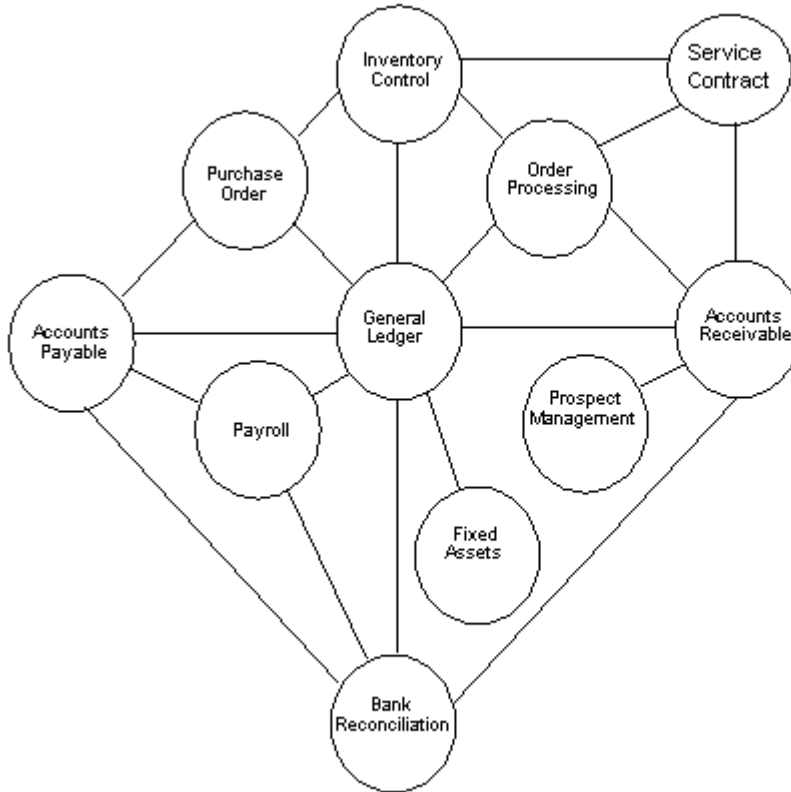 Inventory
Control
Service
Contract
Purchase
Order
Order
Processing
Accounts
Payable
General
Ledger
Accounts
Receivable
Payroll
Prospect
Management
Fixed
Assets
Bank
Reconciliation